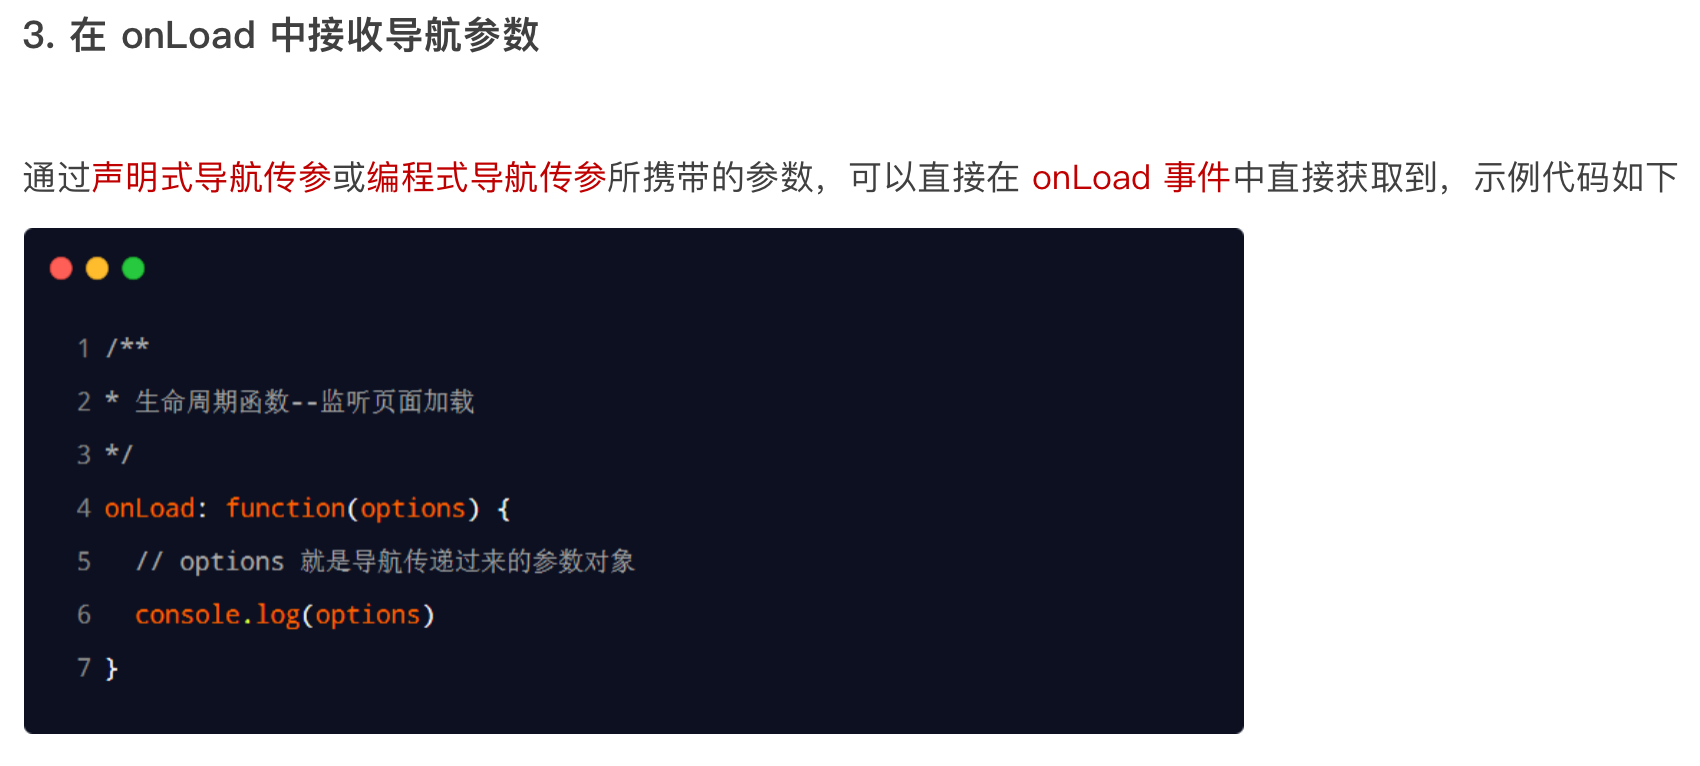 3. 在 onLoad 中接收导航参数
通过声明式导航传参或编程式导航传参所携带的参数，可以直接在 onLoad 事件中直接获取到，示例代码如下
1 /**
2 * 生命周期函数--监听页面加载
3 */
4 onLoad: function(options) {
5   // options 就是导航传递过来的参数对象
6   console.log(options)
7 }